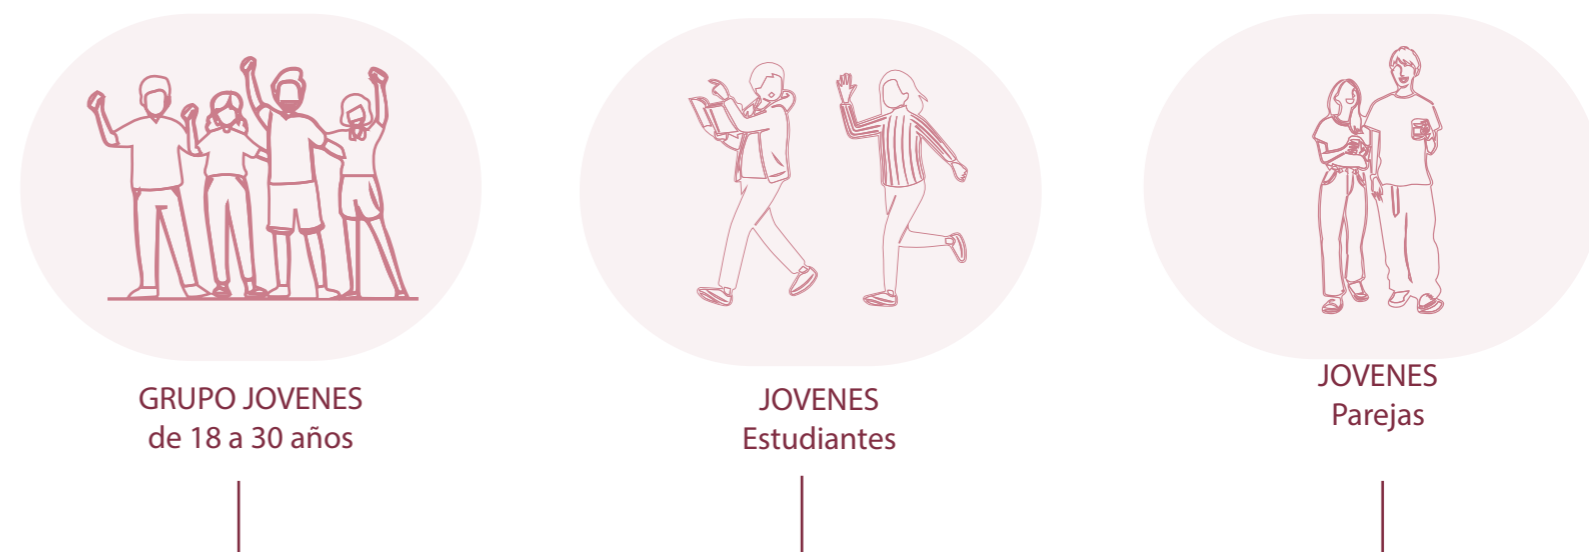 GRUPO JOVENES
de 18 a 30 años
JOVENES
Estudiantes
JOVENES
Parejas